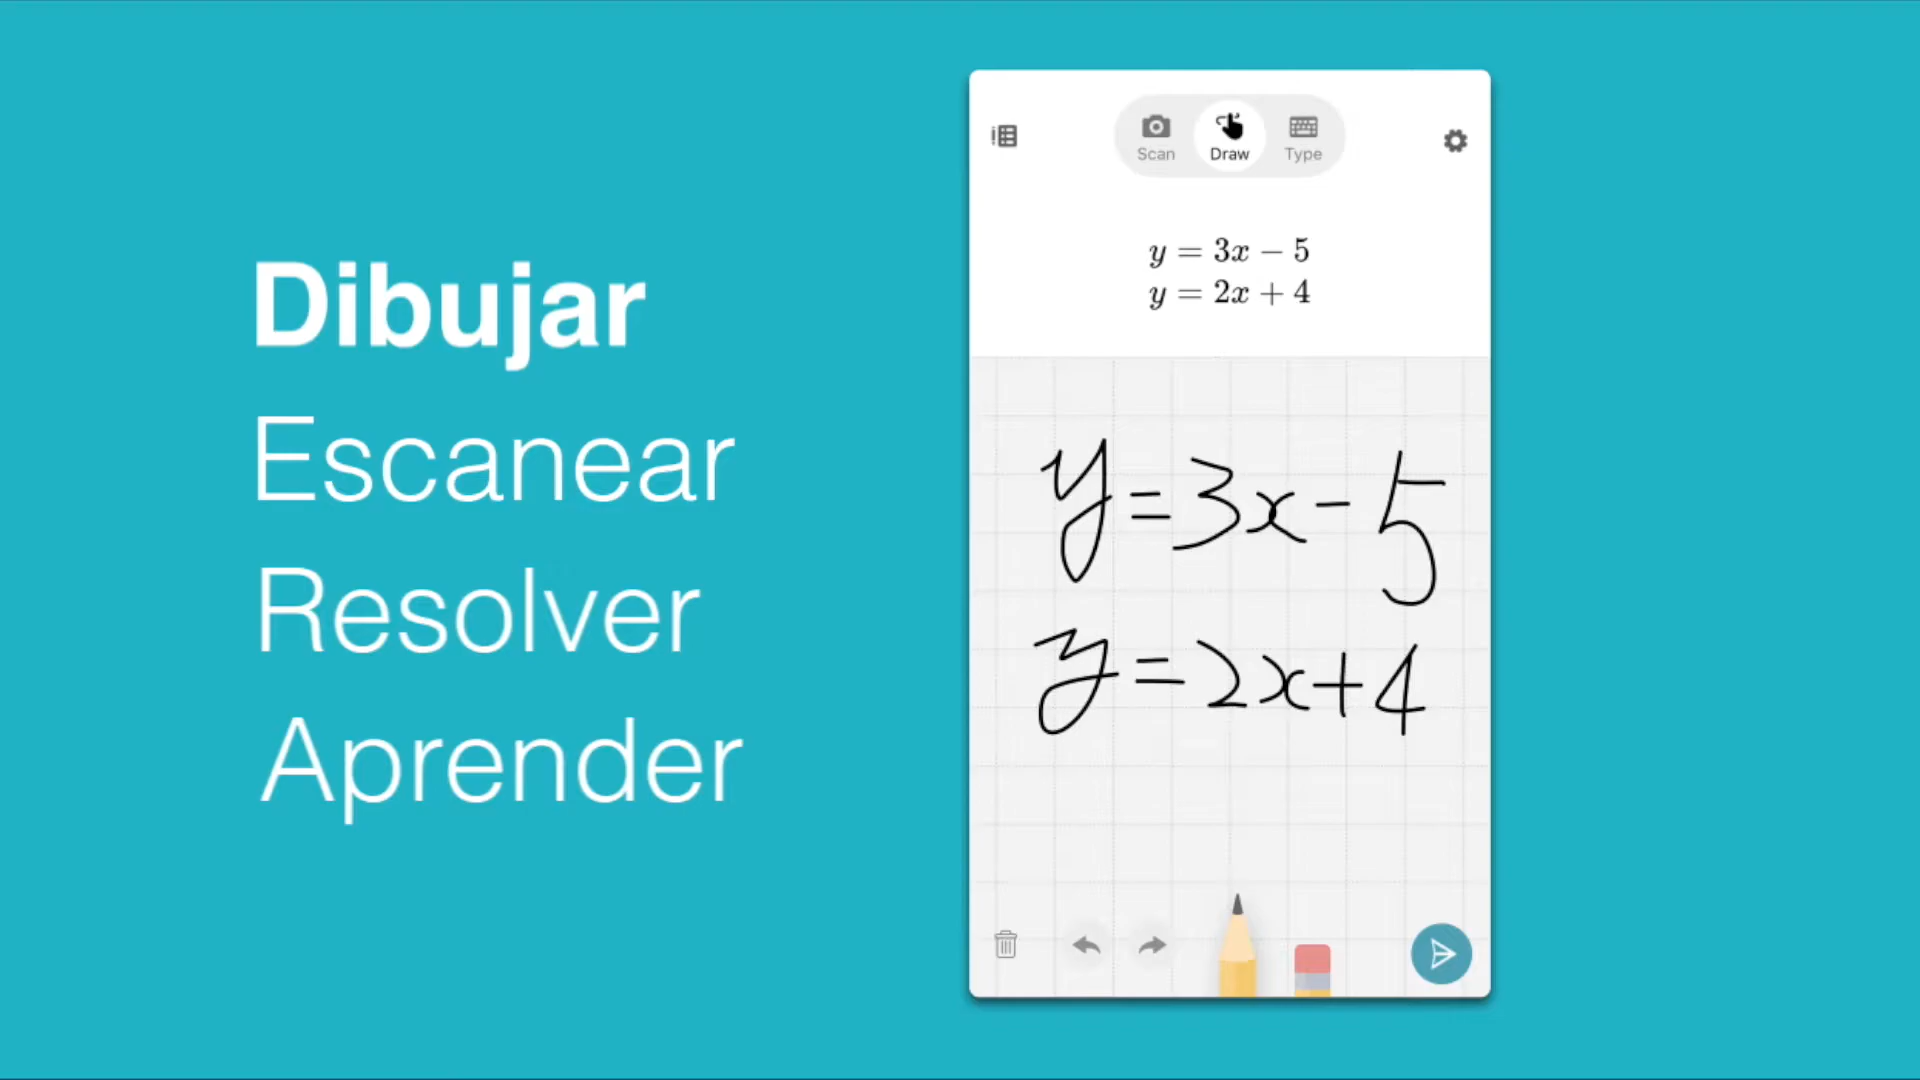 Dibujar
Escanear
Resolver
Aprender
Scan
Draw
Type
y = 3x − 5
y = 2x + 4
y=3x-5
y=2x+4